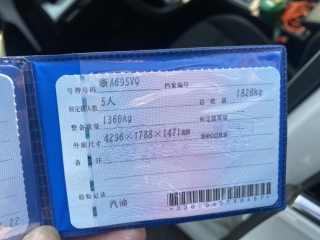 号牌号码 浙A695VQ 档案编号
核定载人数 5人 总质量 1820kg
整备质量 1360kg 核定载质量
外廓尺寸 4296×1788×1471mm 准牵引总质量
备注
检验记录 汽油
22